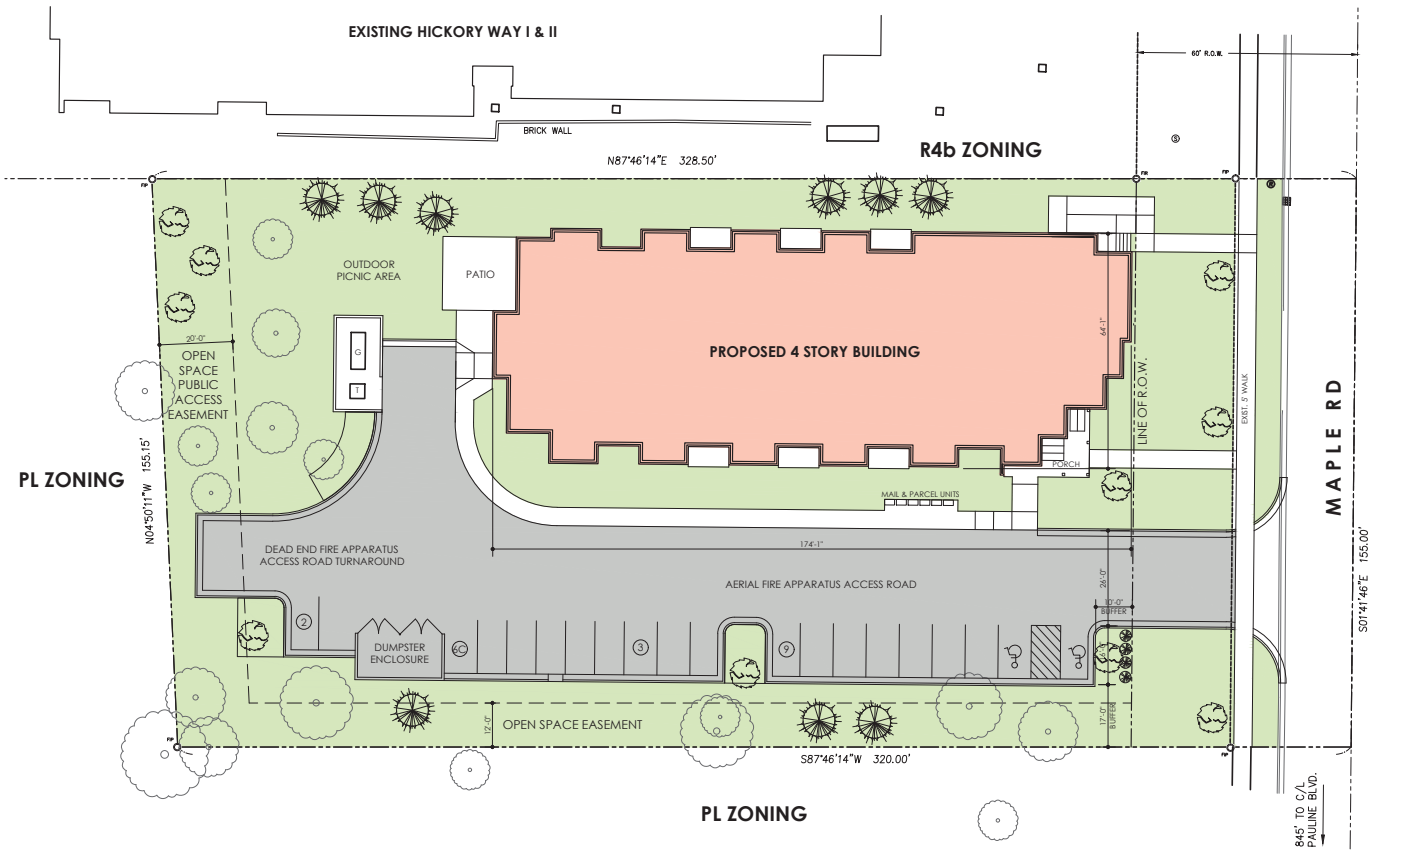 EXISTING HICKORY WAY I & II
60' R.O.W.
BRICK WALL
R4b ZONING
N87°46'14"E 328.50'
S
FIP
FIR
FIP
OUTDOOR
PICNIC AREA
PATIO
20'-0"
OPEN
SPACE
PUBLIC
ACCESS
EASEMENT
G
T
PROPOSED 4 STORY BUILDING
64'-1"
LINE OF R.O.W.
EXIST. 5' WALK
MAPLE RD
PL ZONING
N04°50'11"W 155.15'
PORCH
MAIL & PARCEL UNITS
174'-1"
DEAD END FIRE APPARATUS
ACCESS ROAD TURNAROUND
AERIAL FIRE APPARATUS ACCESS ROAD
26'-0"
10'-0"
BUFFER
S01°41'46"E 155.00'
2
DUMPSTER
ENCLOSURE
6C
3
9
12'-0"
OPEN SPACE EASEMENT
17'-0"
BUFFER
FIP
FIP
S87°46'14"W 320.00'
PL ZONING
845' TO C/L
PAULINE BLVD.